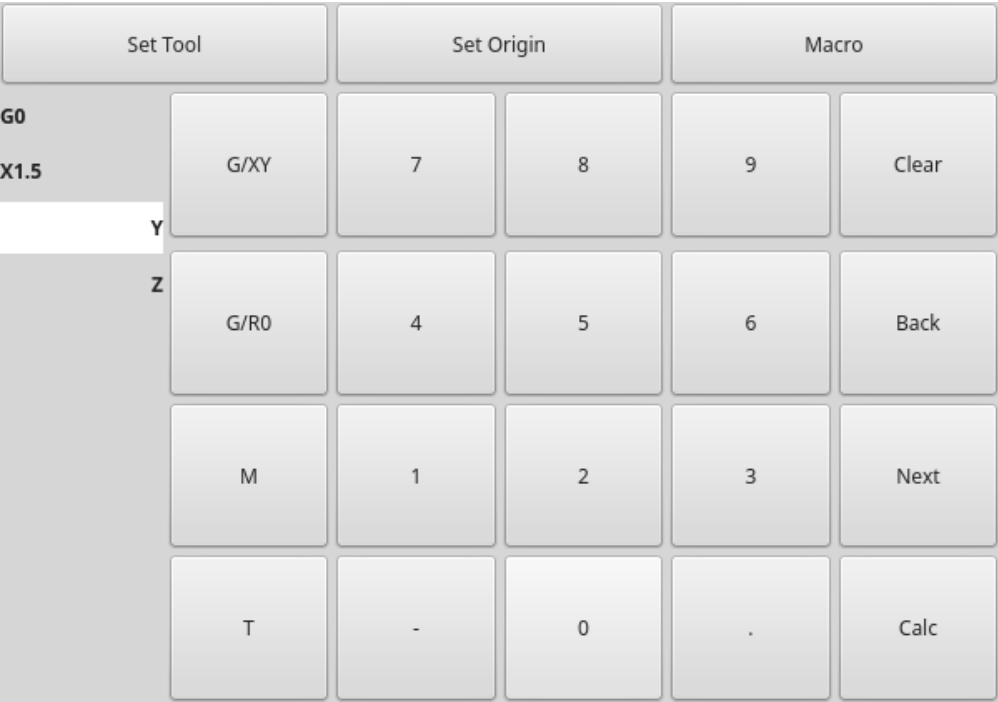 Set Tool Set Origin Macro
G0
X1.5
Y
Z
G/XY 7 8 9 Clear
G/R0 4 5 6 Back
M 1 2 3 Next
T - 0 . Calc